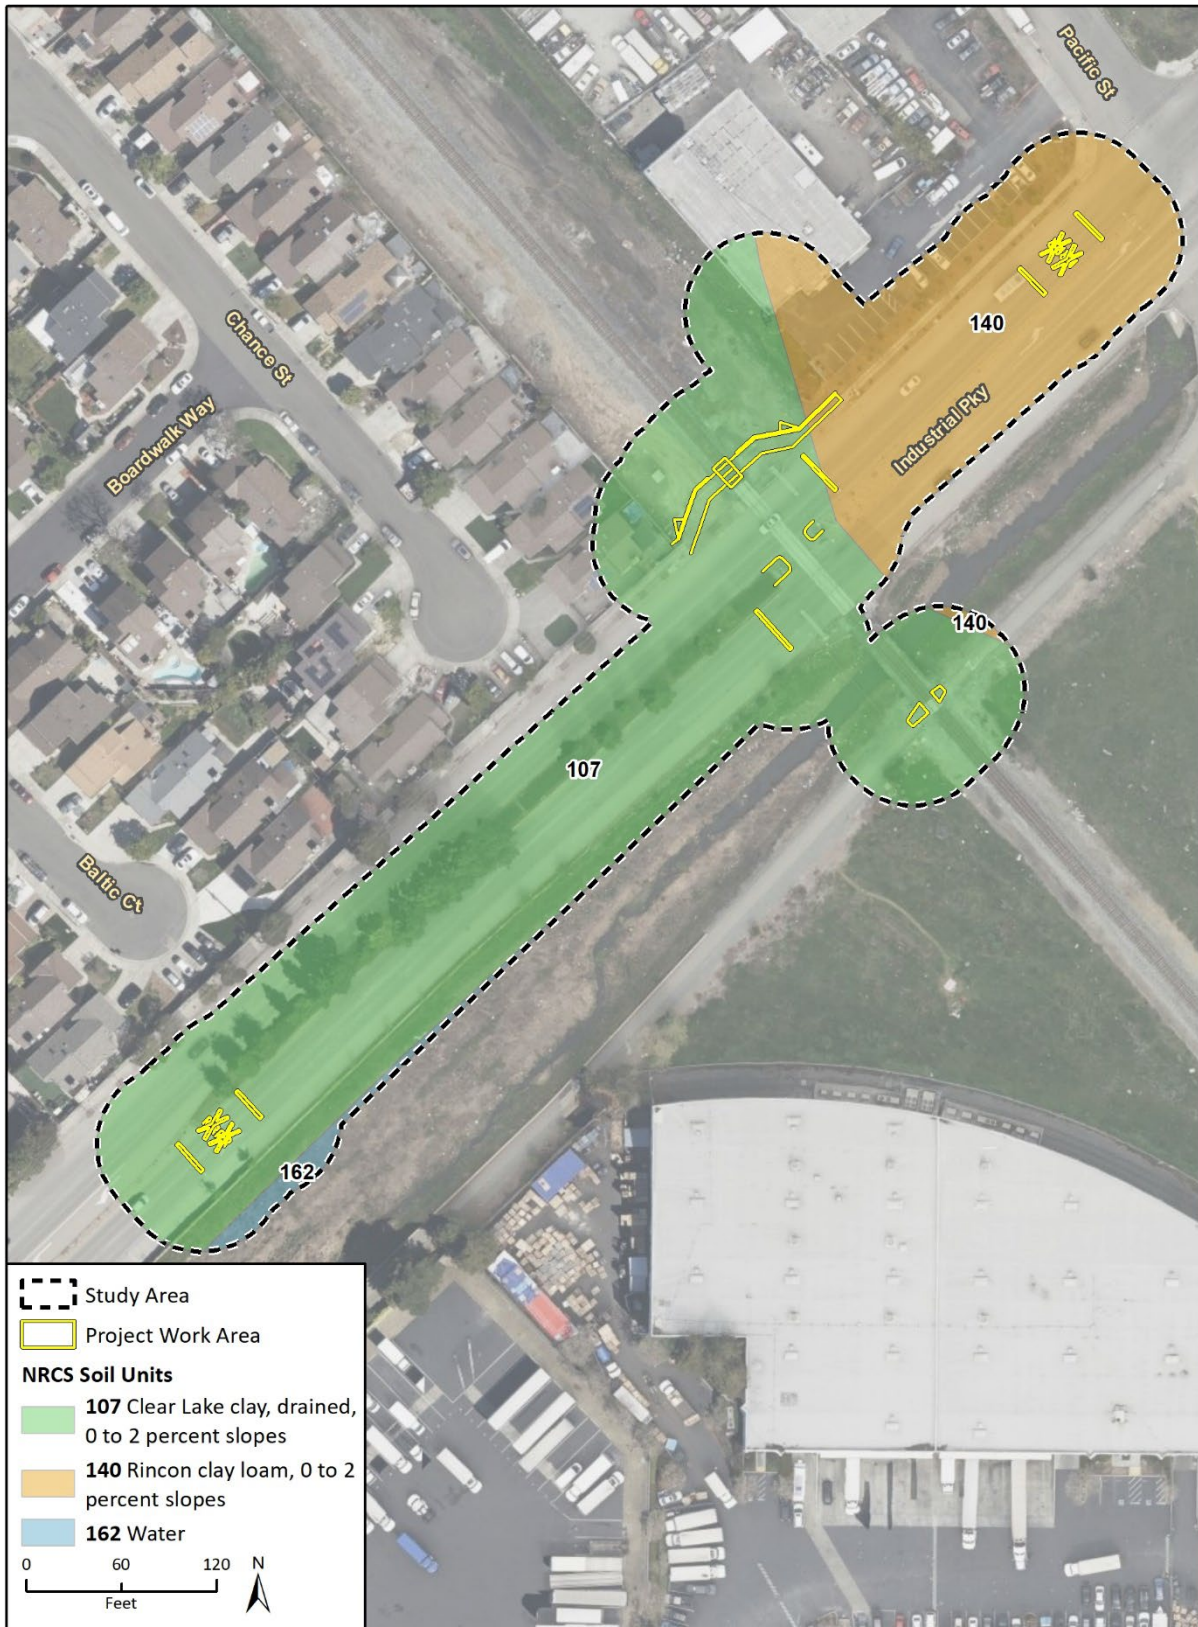 Pacific St
140
Chance St
Industrial Pky
Boardwalk Way
140
107
Baltic Ct
162
Study Area
Project Work Area
NRCS Soil Units
107 Clear Lake clay, drained,
0 to 2 percent slopes
140 Rincon clay loam, 0 to 2
percent slopes
162 Water
0 60 120 N
Feet